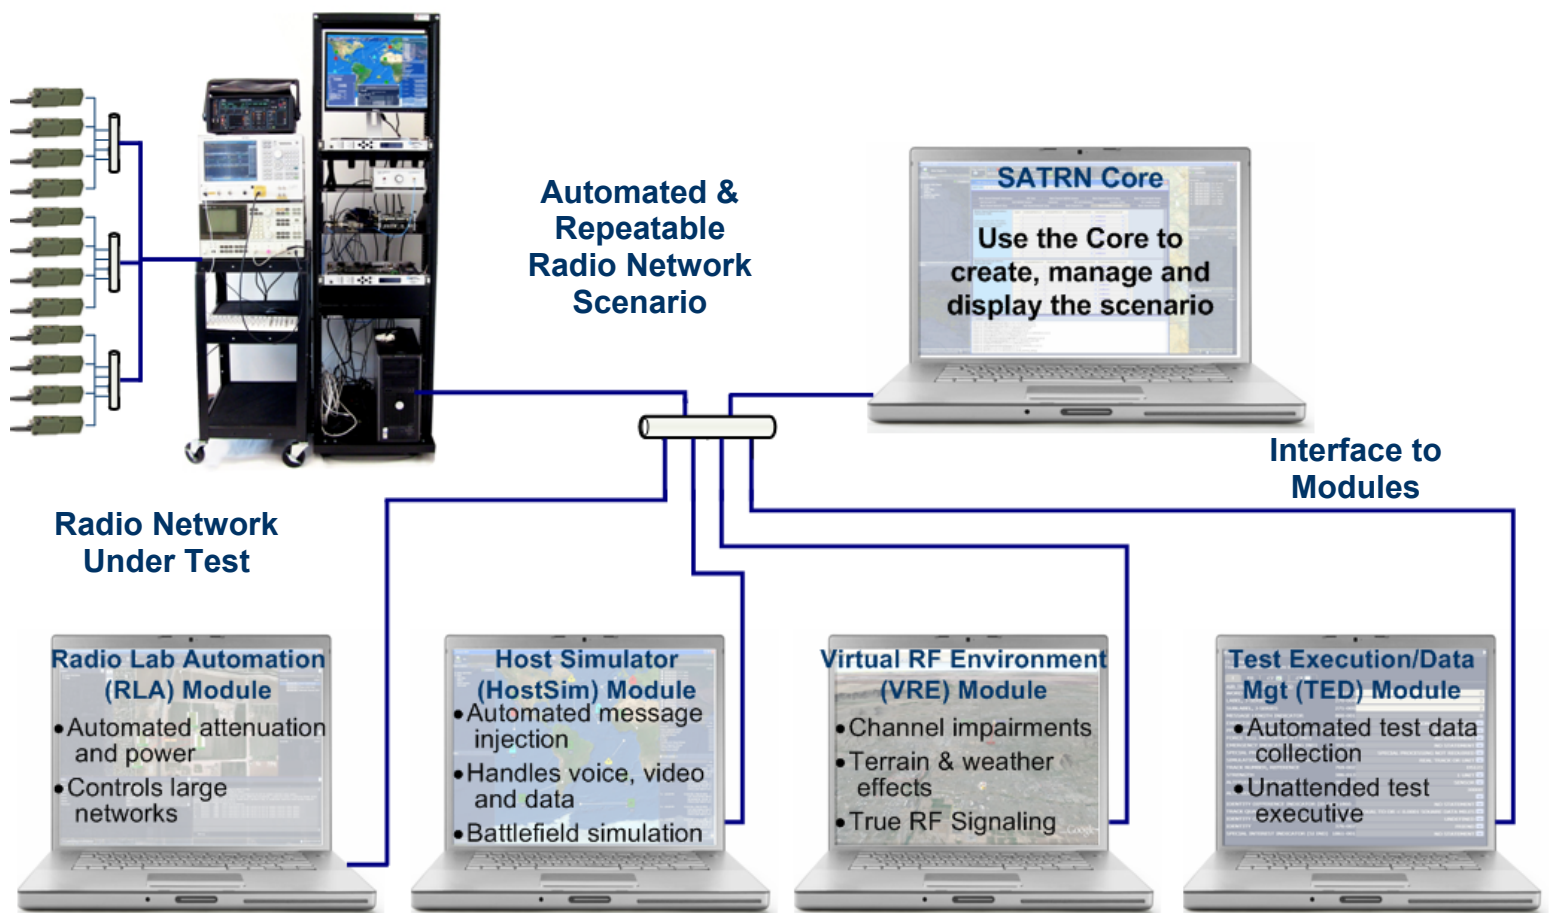 Automated &
Repeatable
Radio Network
Scenario
SATRN Core
Use the Core to
create, manage and
display the scenario
Interface to
Modules
Radio Network
Under Test
Radio Lab Automation
(RLA) Module
•Automated attenuation
and power
•Controls large
networks
Host Simulator
(HostSim) Module
•Automated message
injection
•Handles voice, video
and data
•Battlefield simulation
Virtual RF Environment
(VRE) Module
•Channel impairments
•Terrain & weather
effects
•True RF Signaling
Google
Test Execution/Data
Mgt (TED) Module
•Automated test data
collection
•Unattended test
executive